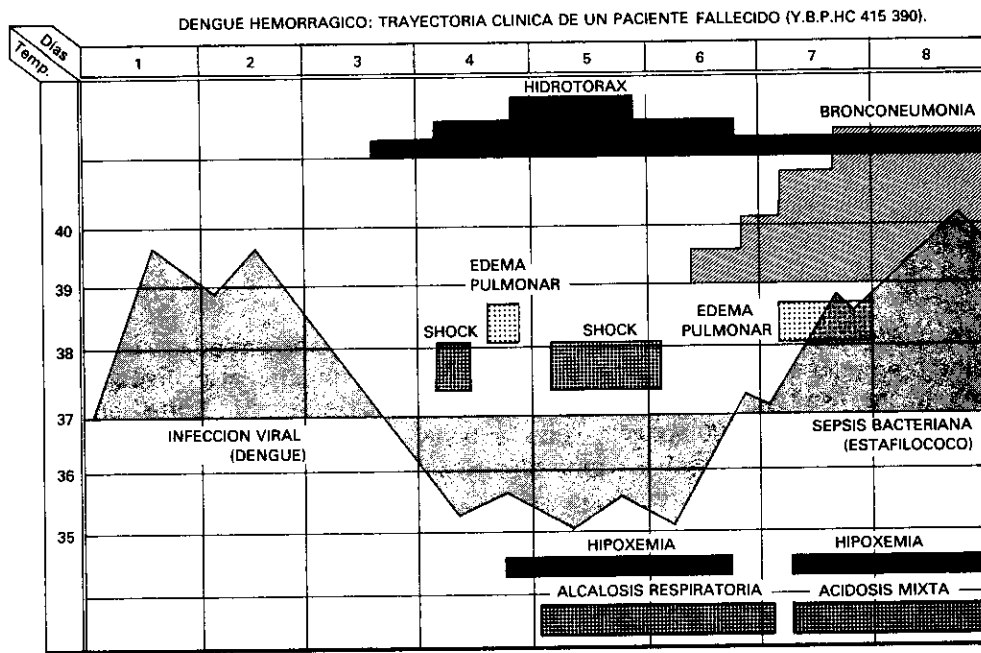 DENGUE HEMORRAGICO: TRAYECTORIA CLINICA DE UN PACIENTE FALLECIDO (Y.B.P.HC 415 390).
Días
Temp.
1 2 3 4 5 6 7 8
HIDROTORAX
BRONCONEUMONIA
40
EDEMA
PULMONAR
39
EDEMA
PULMONAR
SHOCK
SHOCK
38
37
INFECCION VIRAL
(DENGUE)
SEPSIS BACTERIANA
(ESTAFILOCOCO)
36
35
HIPOXEMIA
HIPOXEMIA
ALCALOSIS RESPIRATORIA
ACIDOSIS MIXTA